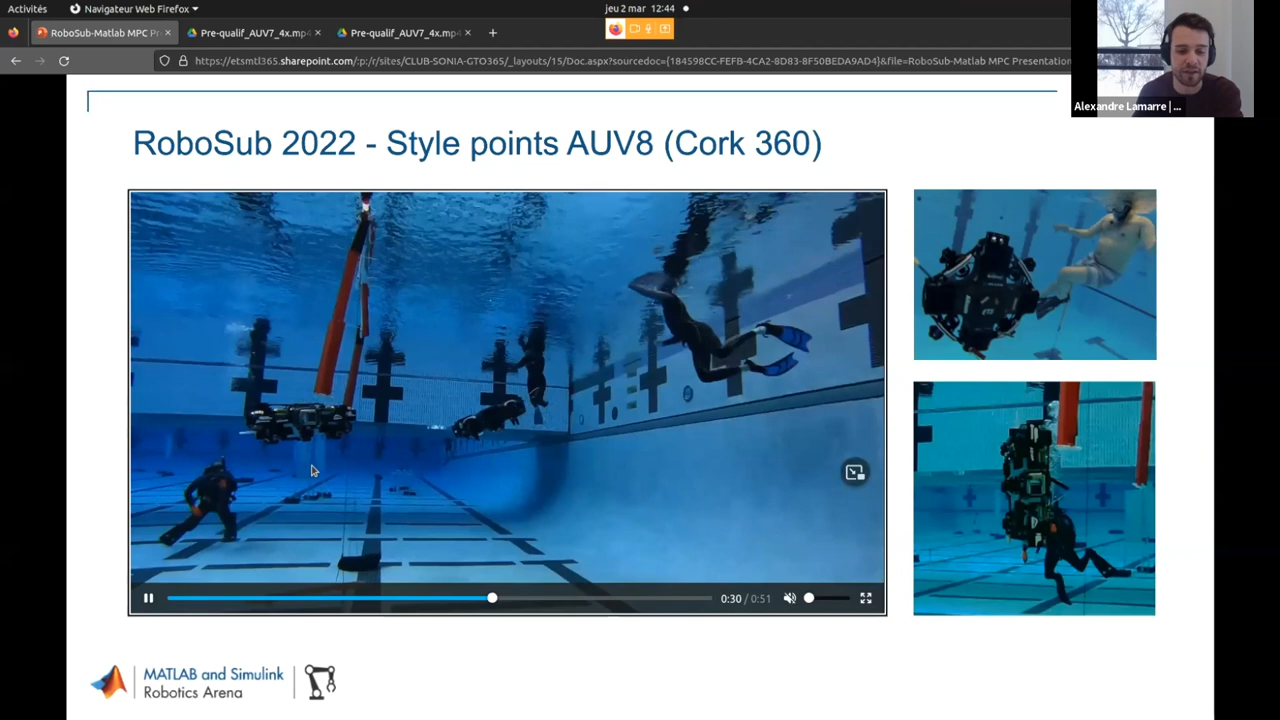 Activités
Navigateur Web Firefox
jeu 2 mar 12:44
RoboSub-Matlab MPC Pr
Pre-qualif_AUV7_4x.mp4
Pre-qualif_AUV7_4x.mp4
https://etsmtl365.sharepoint.com/:p:/r/sites/CLUB-SONIA-GTO365/_layouts/15/Doc.aspx?sourcedoc={184598CC-FEFB-4CA2-8D83-8F50BEDA9AD4}&file=RoboSub-Matlab MPC Presentation
Alexandre Lamarre | ...
RoboSub 2022 - Style points AUV8 (Cork 360)
0:30 / 0:51
MATLAB and Simulink
Robotics Arena